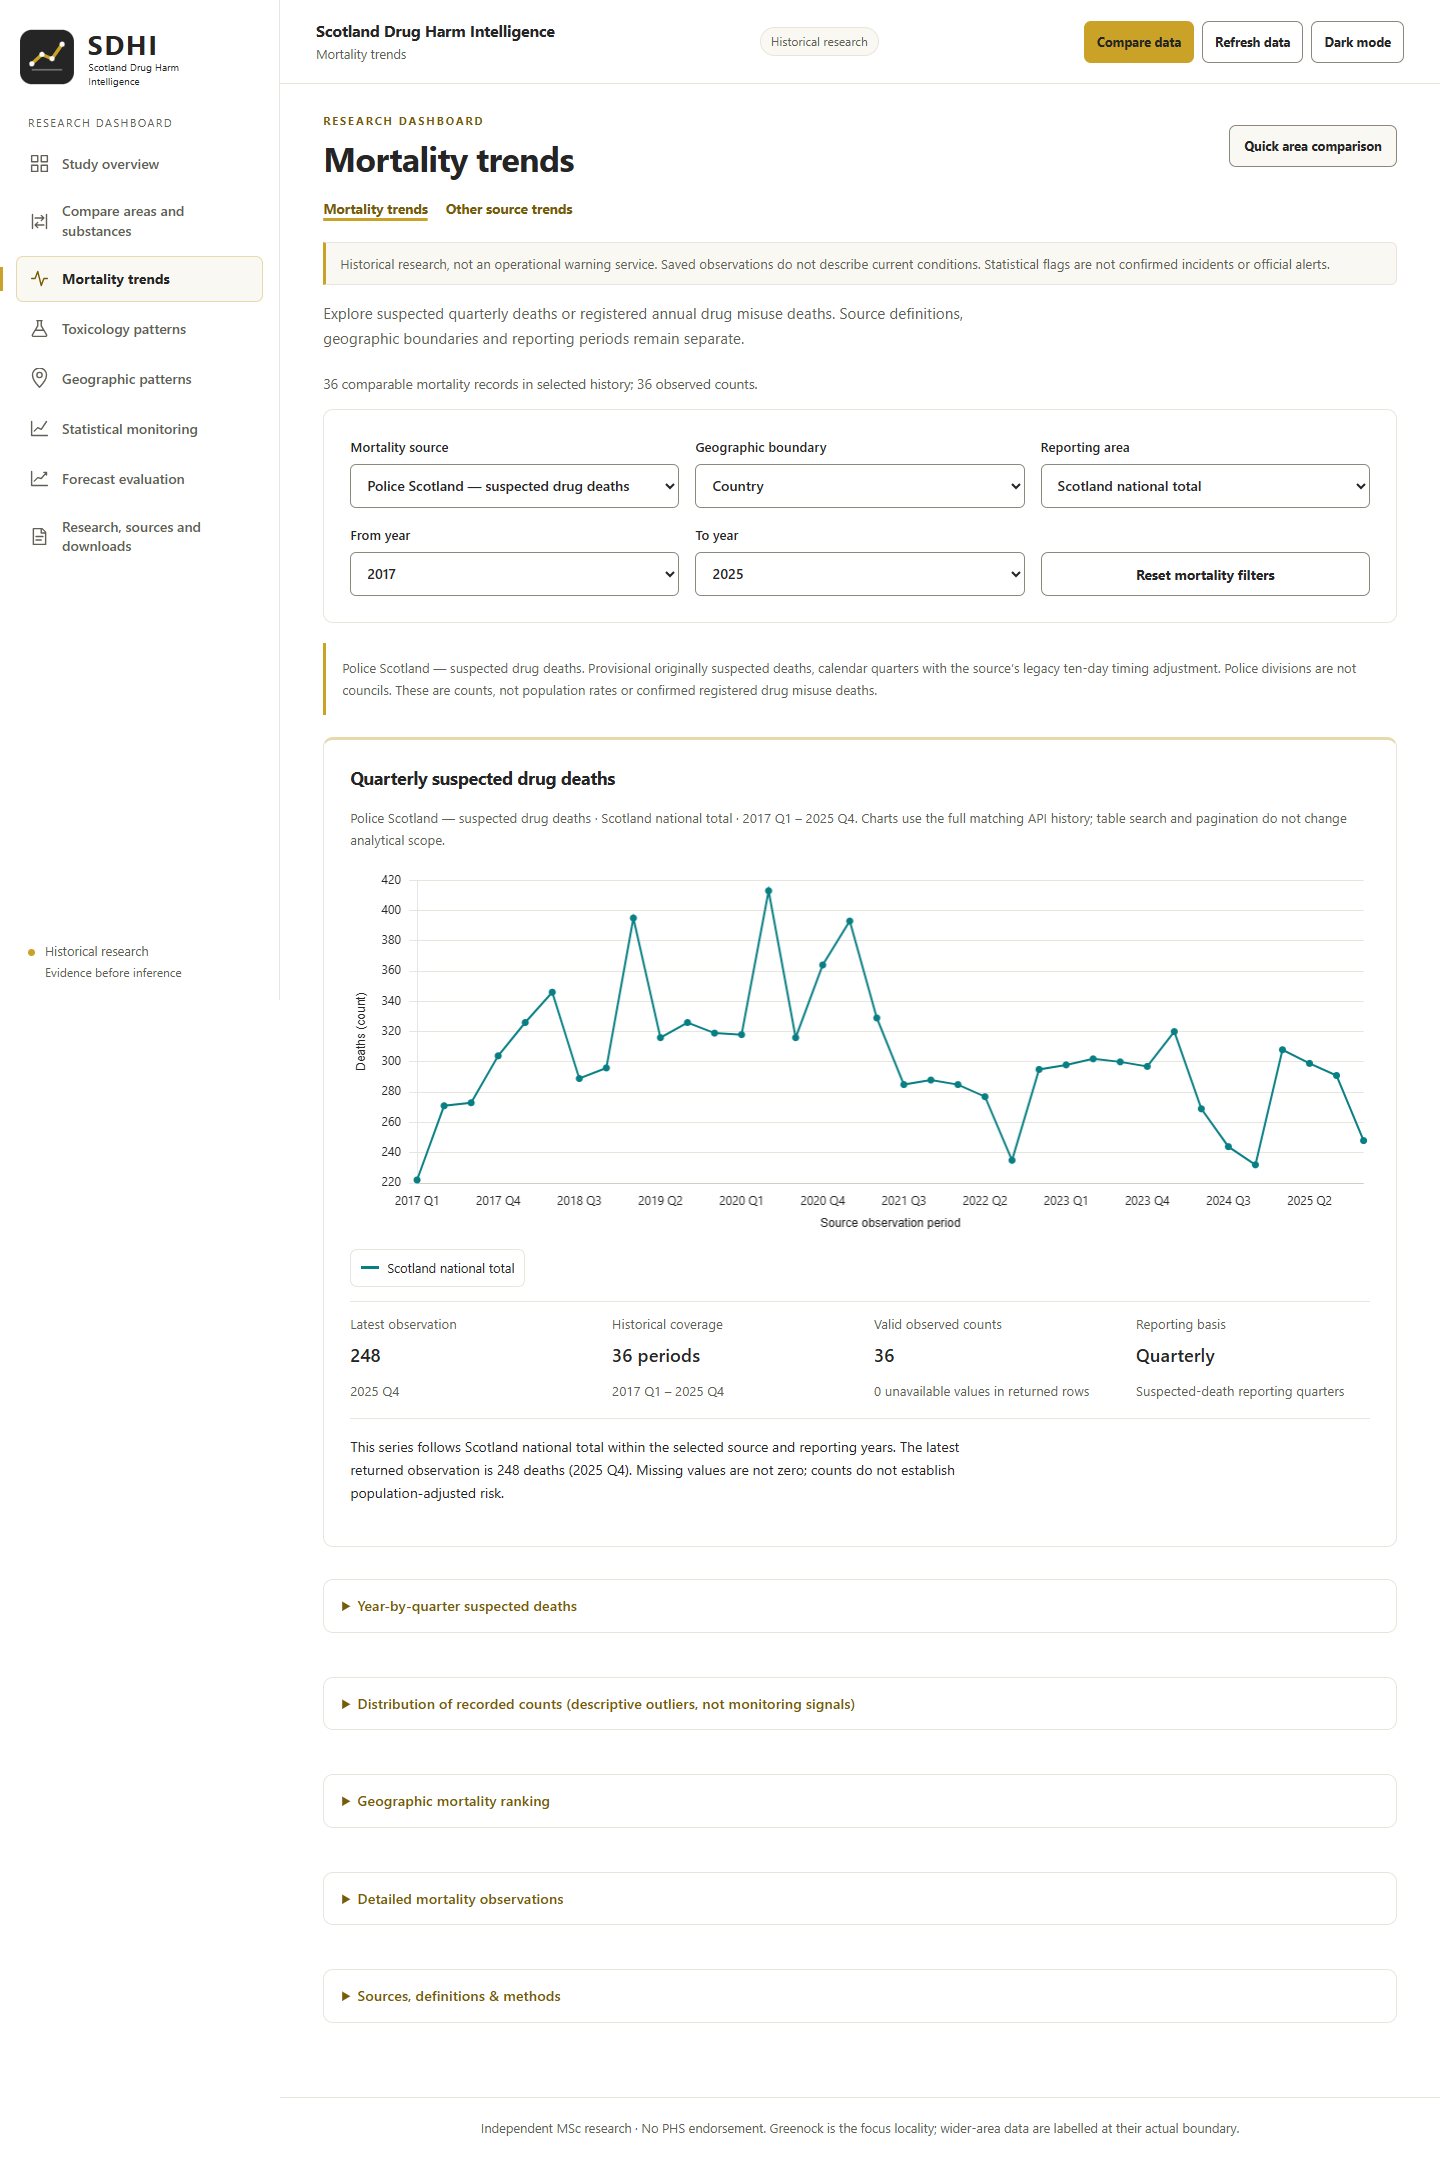 SDHI
Scotland Drug Harm
Intelligence
RESEARCH DASHBOARD
Study overview
Compare areas and
substances
Mortality trends
Toxicology patterns
Geographic patterns
Statistical monitoring
Forecast evaluation
Research, sources and
downloads
Historical research
Evidence before inference
Scotland Drug Harm Intelligence
Mortality trends
Historical research
Compare data
Refresh data
Dark mode
RESEARCH DASHBOARD
Mortality trends
Quick area comparison
Mortality trends
Other source trends
Historical research, not an operational warning service. Saved observations do not describe current conditions. Statistical flags are not confirmed incidents or official alerts.
Explore suspected quarterly deaths or registered annual drug misuse deaths. Source definitions,
geographic boundaries and reporting periods remain separate.
36 comparable mortality records in selected history; 36 observed counts.
Mortality source
Geographic boundary
Reporting area
Police Scotland — suspected drug deaths
Country
Scotland national total
From year
To year
2017
2025
Reset mortality filters
Police Scotland — suspected drug deaths. Provisional originally suspected deaths, calendar quarters with the source's legacy ten-day timing adjustment. Police divisions are not
councils. These are counts, not population rates or confirmed registered drug misuse deaths.
Quarterly suspected drug deaths
Police Scotland — suspected drug deaths · Scotland national total · 2017 Q1 – 2025 Q4. Charts use the full matching API history; table search and pagination do not change
analytical scope.
420
400
380
360
340
320
300
280
260
240
220
Deaths (count)
2017 Q1
2017 Q4
2018 Q3
2019 Q2
2020 Q1
2020 Q4
2021 Q3
2022 Q2
2023 Q1
2023 Q4
2024 Q3
2025 Q2
Source observation period
Scotland national total
Latest observation
Historical coverage
Valid observed counts
Reporting basis
248
36 periods
36
Quarterly
2025 Q4
2017 Q1 – 2025 Q4
0 unavailable values in returned rows
Suspected-death reporting quarters
This series follows Scotland national total within the selected source and reporting years. The latest
returned observation is 248 deaths (2025 Q4). Missing values are not zero; counts do not establish
population-adjusted risk.
Year-by-quarter suspected deaths
Distribution of recorded counts (descriptive outliers, not monitoring signals)
Geographic mortality ranking
Detailed mortality observations
Sources, definitions & methods
Independent MSc research · No PHS endorsement. Greenock is the focus locality; wider-area data are labelled at their actual boundary.